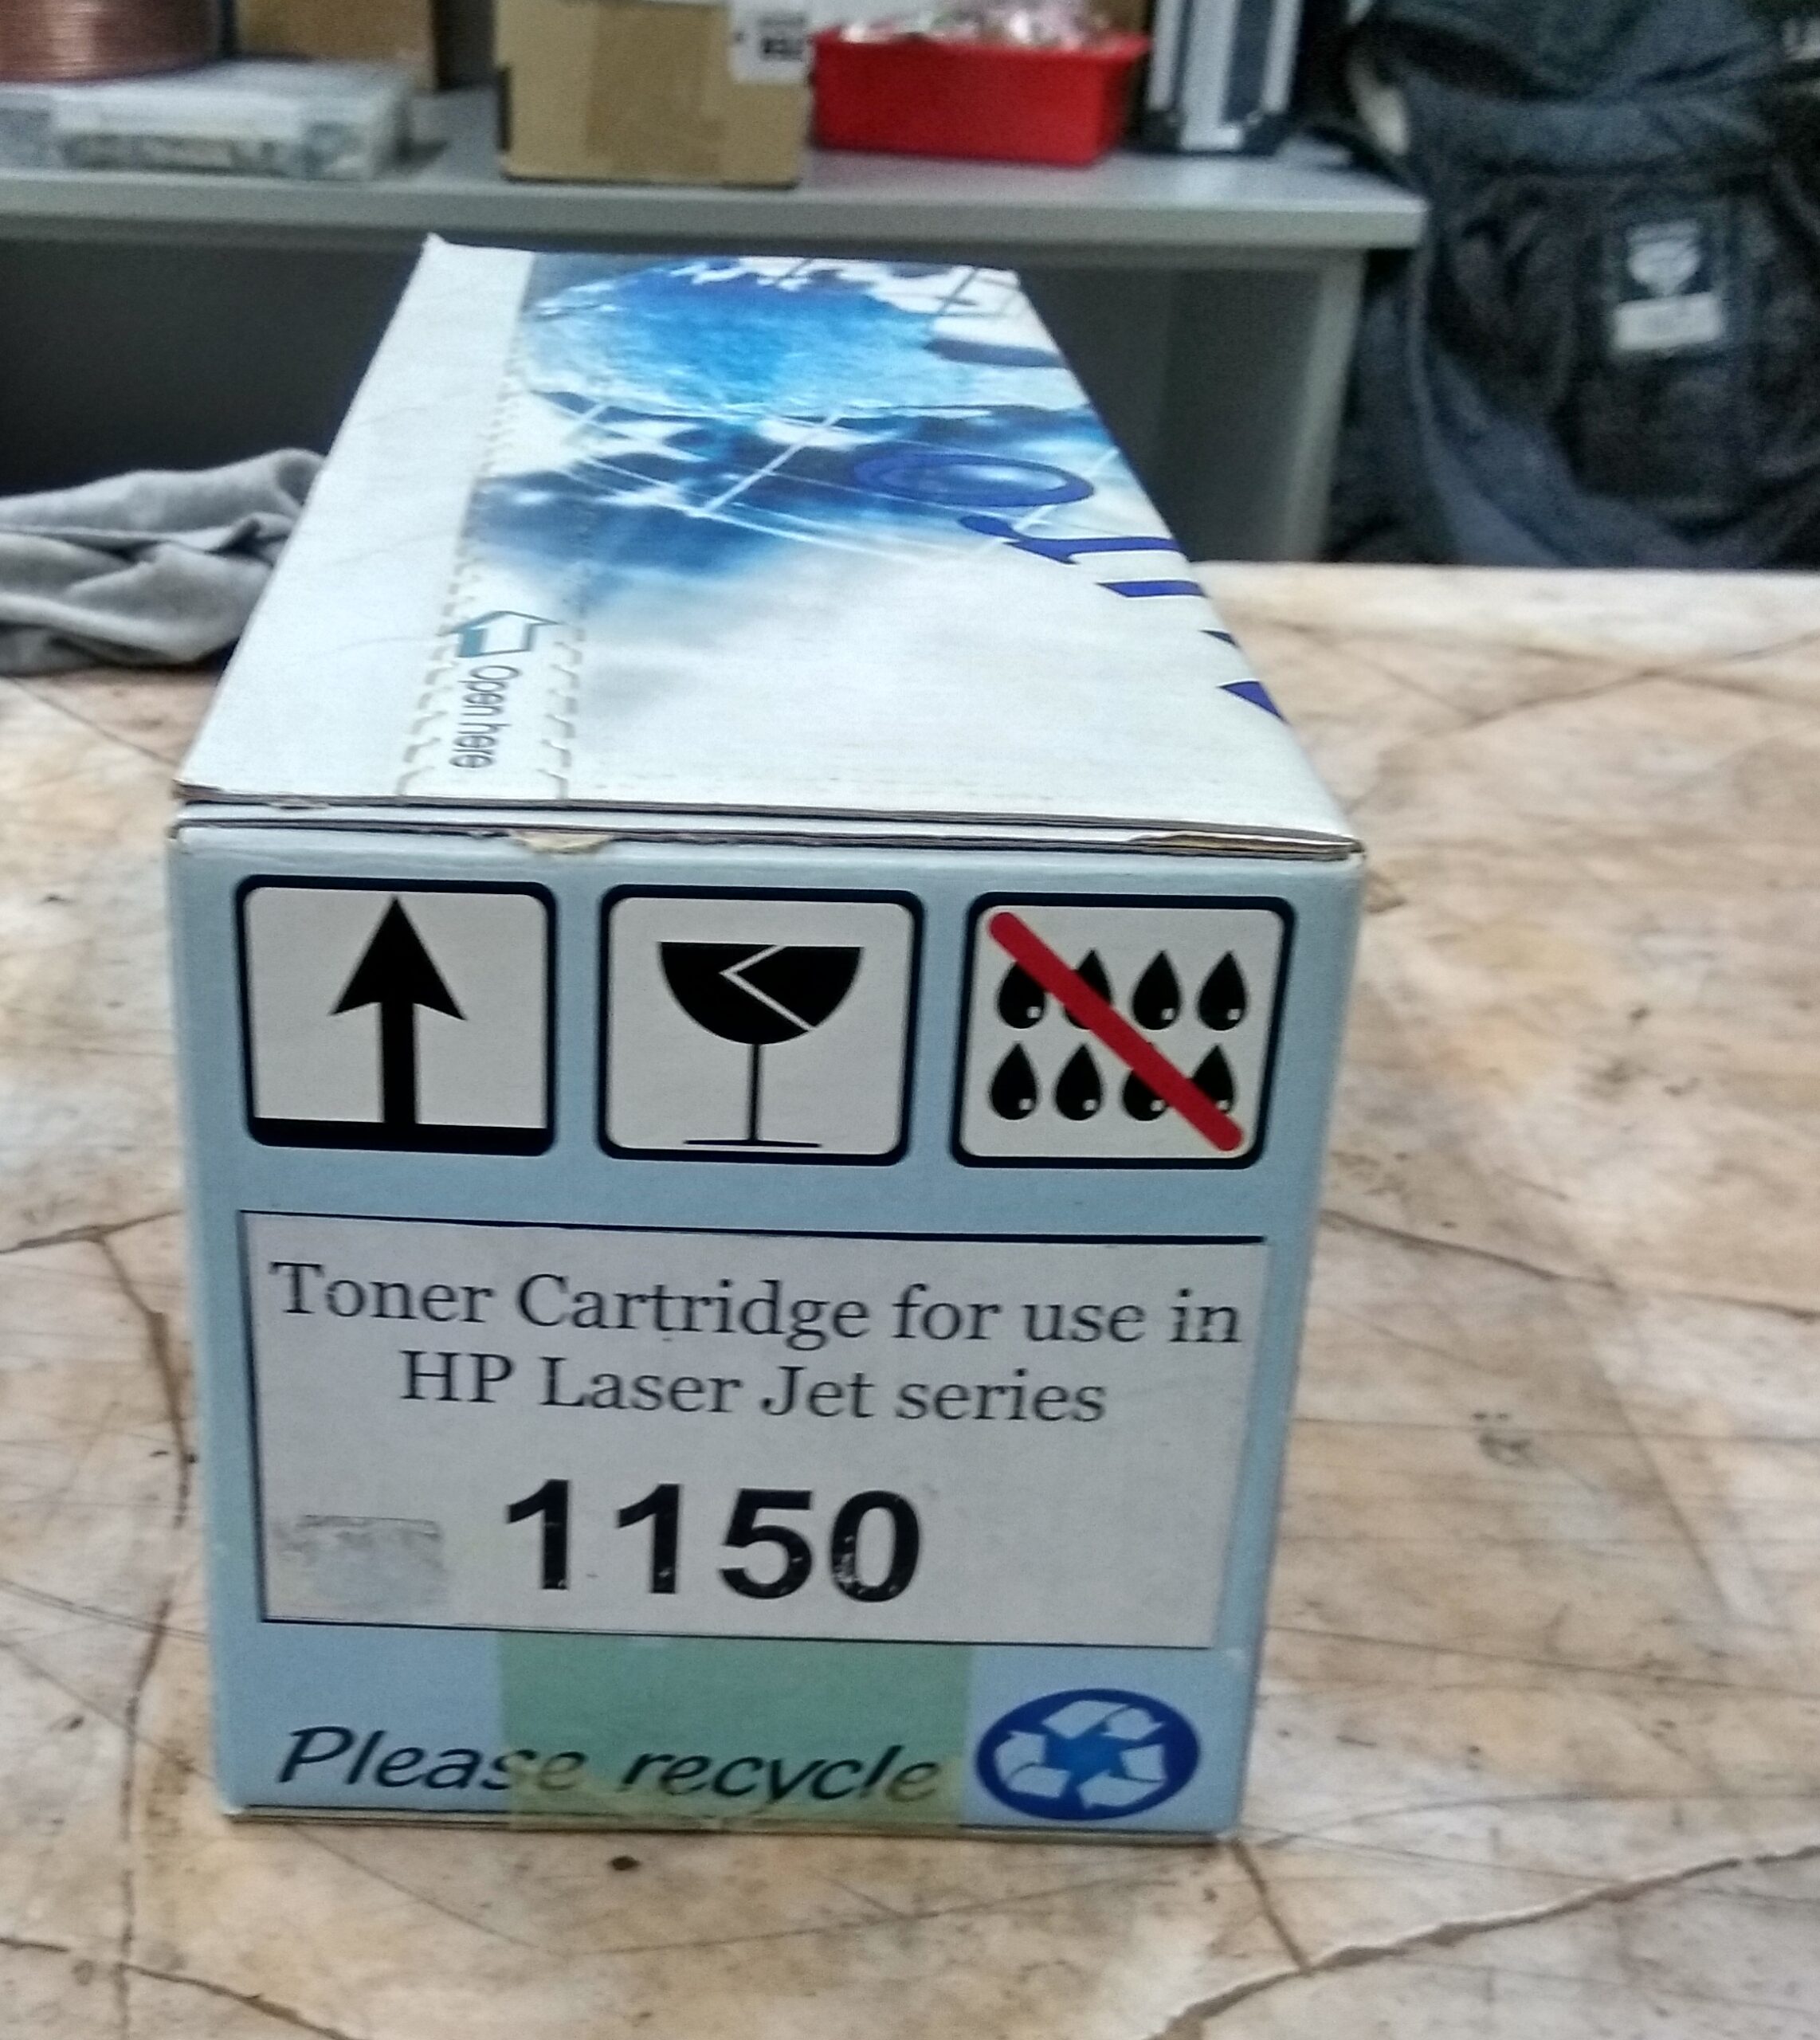 Open here
Toner Cartridge for use in
HP Laser Jet series
1150
Please recycle